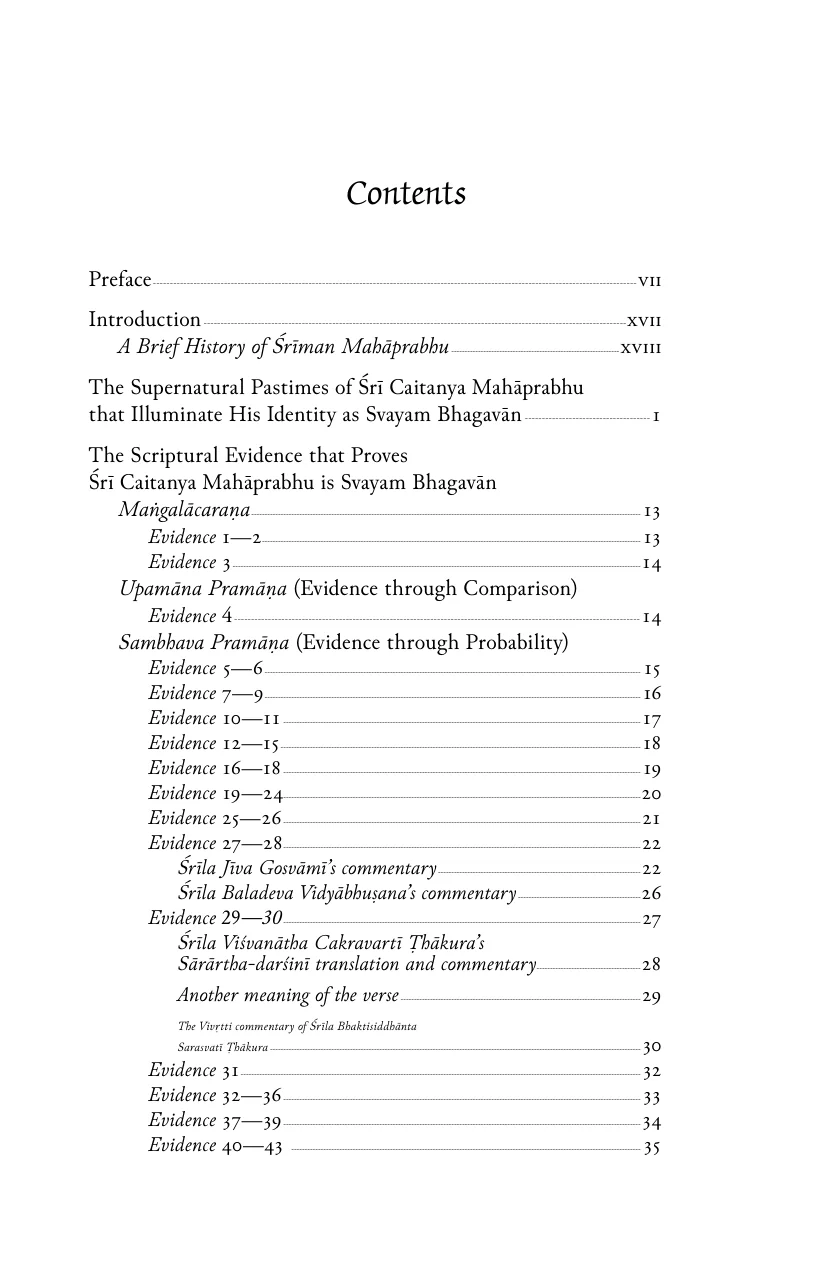 Contents
Preface vii
Introduction xvii
A Brief History of Śrīman Mahāprabhu xviii
The Supernatural Pastimes of Śrī Caitanya Mahāprabhu
that Illuminate His Identity as Svayam Bhagavān 1
The Scriptural Evidence that Proves
Śrī Caitanya Mahāprabhu is Svayam Bhagavān
Maṅgalācaraṇa 13
Evidence 1—2 13
Evidence 3 14
Upamāna Pramāṇa (Evidence through Comparison)
Evidence 4 14
Sambhava Pramāṇa (Evidence through Probability)
Evidence 5—6 15
Evidence 7—9 16
Evidence 10—11 17
Evidence 12—15 18
Evidence 16—18 19
Evidence 19—24 20
Evidence 25—26 21
Evidence 27—28 22
Śrīla Jīva Gosvāmī’s commentary 22
Śrīla Baladeva Vidyābhuṣana’s commentary 26
Evidence 29—30 27
Śrīla Viśvanātha Cakravartī Ṭhākura’s
Sārārtha-darśinī translation and commentary 28
Another meaning of the verse 29
The Vivṛtti commentary of Śrīla Bhaktisiddhānta
Sarasvatī Ṭhākura 30
Evidence 31 32
Evidence 32—36 33
Evidence 37—39 34
Evidence 40—43 35